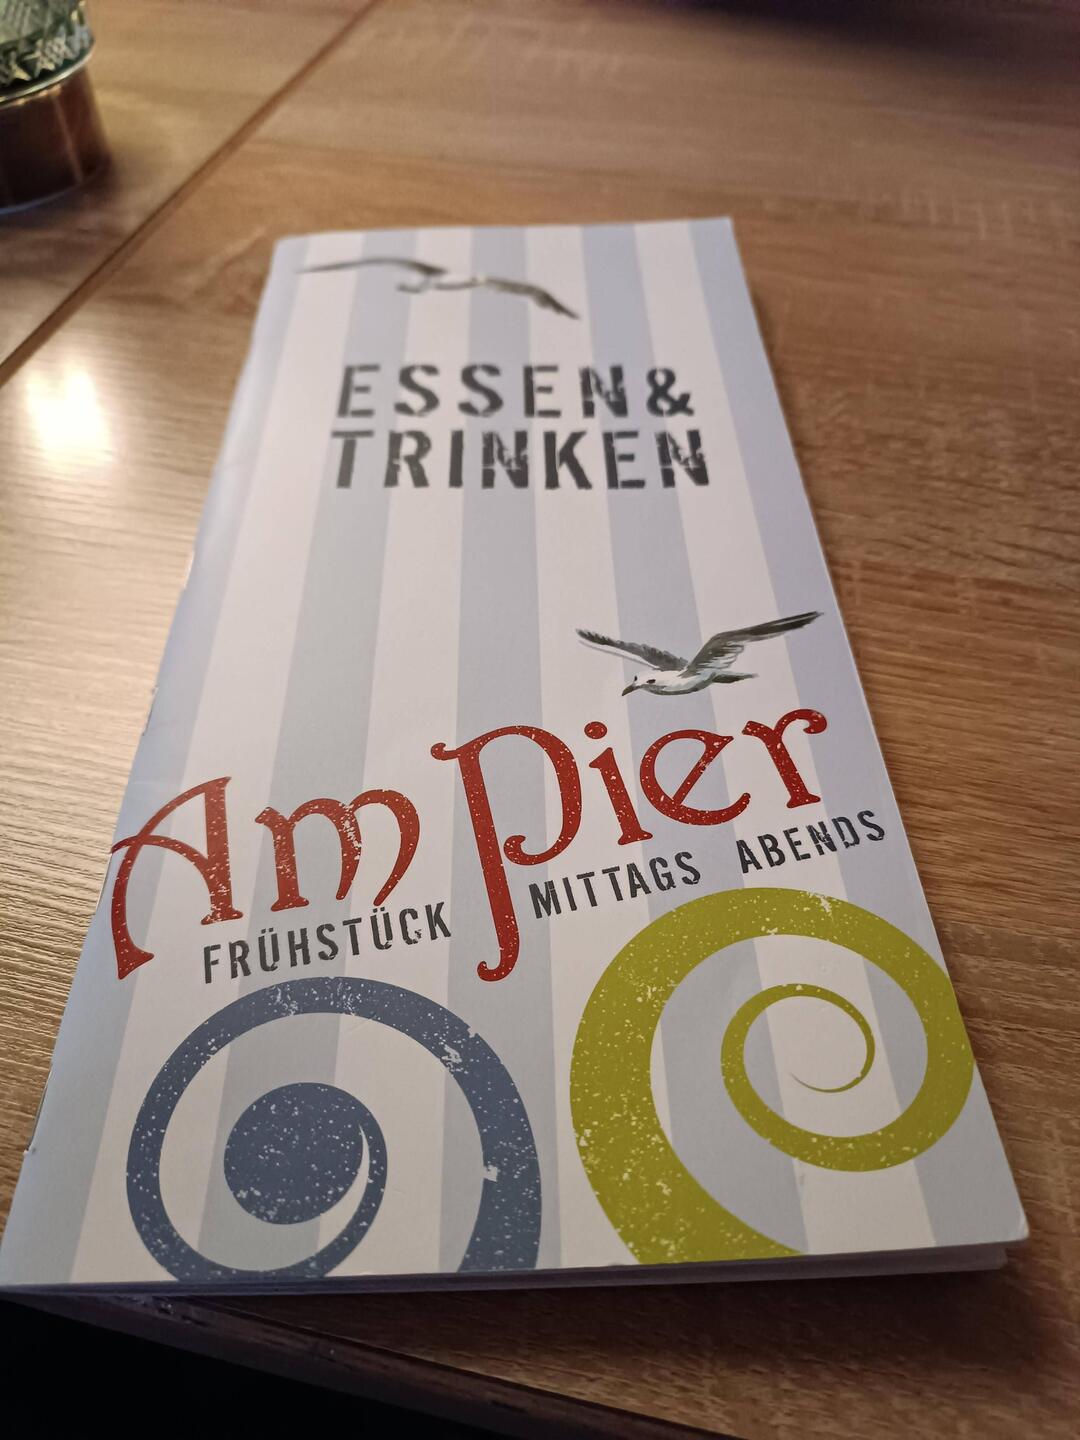 ESSEN &
TRINKEN
Am Pier
FRÜHSTÜCK MITTAGS ABENDS